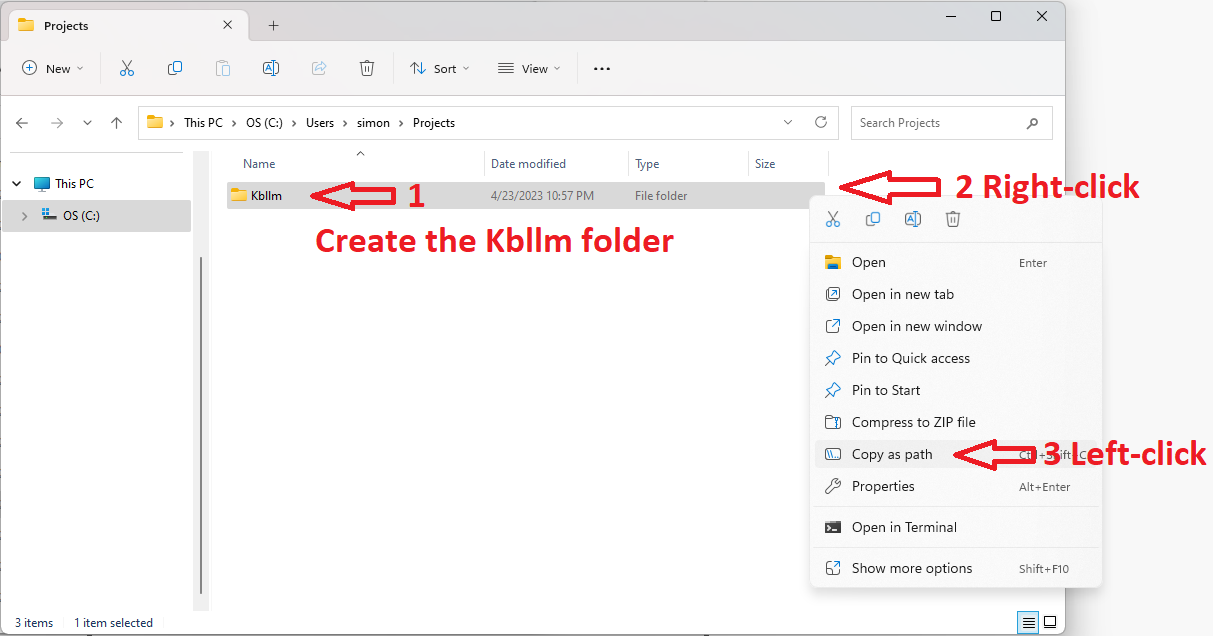 Projects
New
Sort
View
This PC > OS (C:) > Users > simon > Projects
Search Projects
Name
Date modified
Type
Size
This PC
OS (C:)
Kbllm
1
4/23/2023 10:57 PM
File folder
2 Right-click
Create the Kbllm folder
Open Enter
Open in new tab
Open in new window
Pin to Quick access
Pin to Start
Compress to ZIP file
Copy as path Ctrl+Shift+C
3 Left-click
Properties Alt+Enter
Open in Terminal
Show more options Shift+F10
3 items
1 item selected